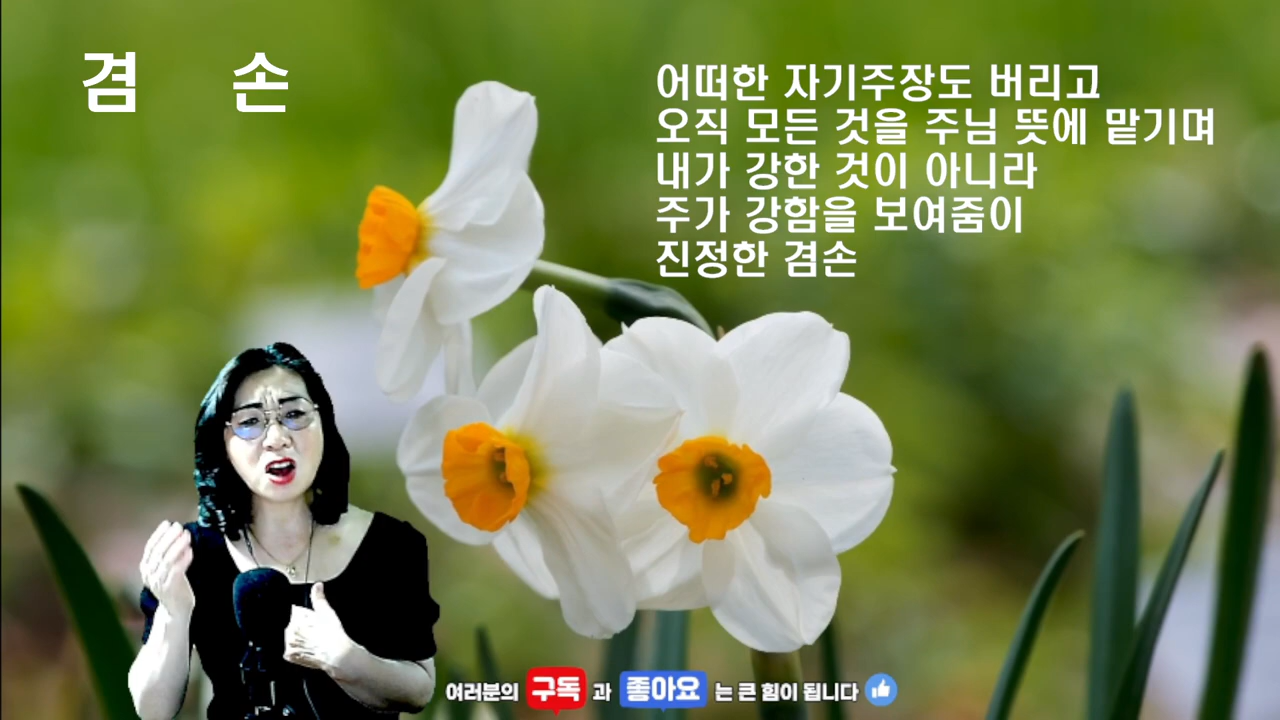 겸 손
어떠한 자기주장도 버리고
오직 모든 것을 주님 뜻에 맡기며
내가 강한 것이 아니라
주가 강함을 보여줌이
진정한 겸손
여러분의 구독 과 좋아요 는 큰 힘이 됩니다